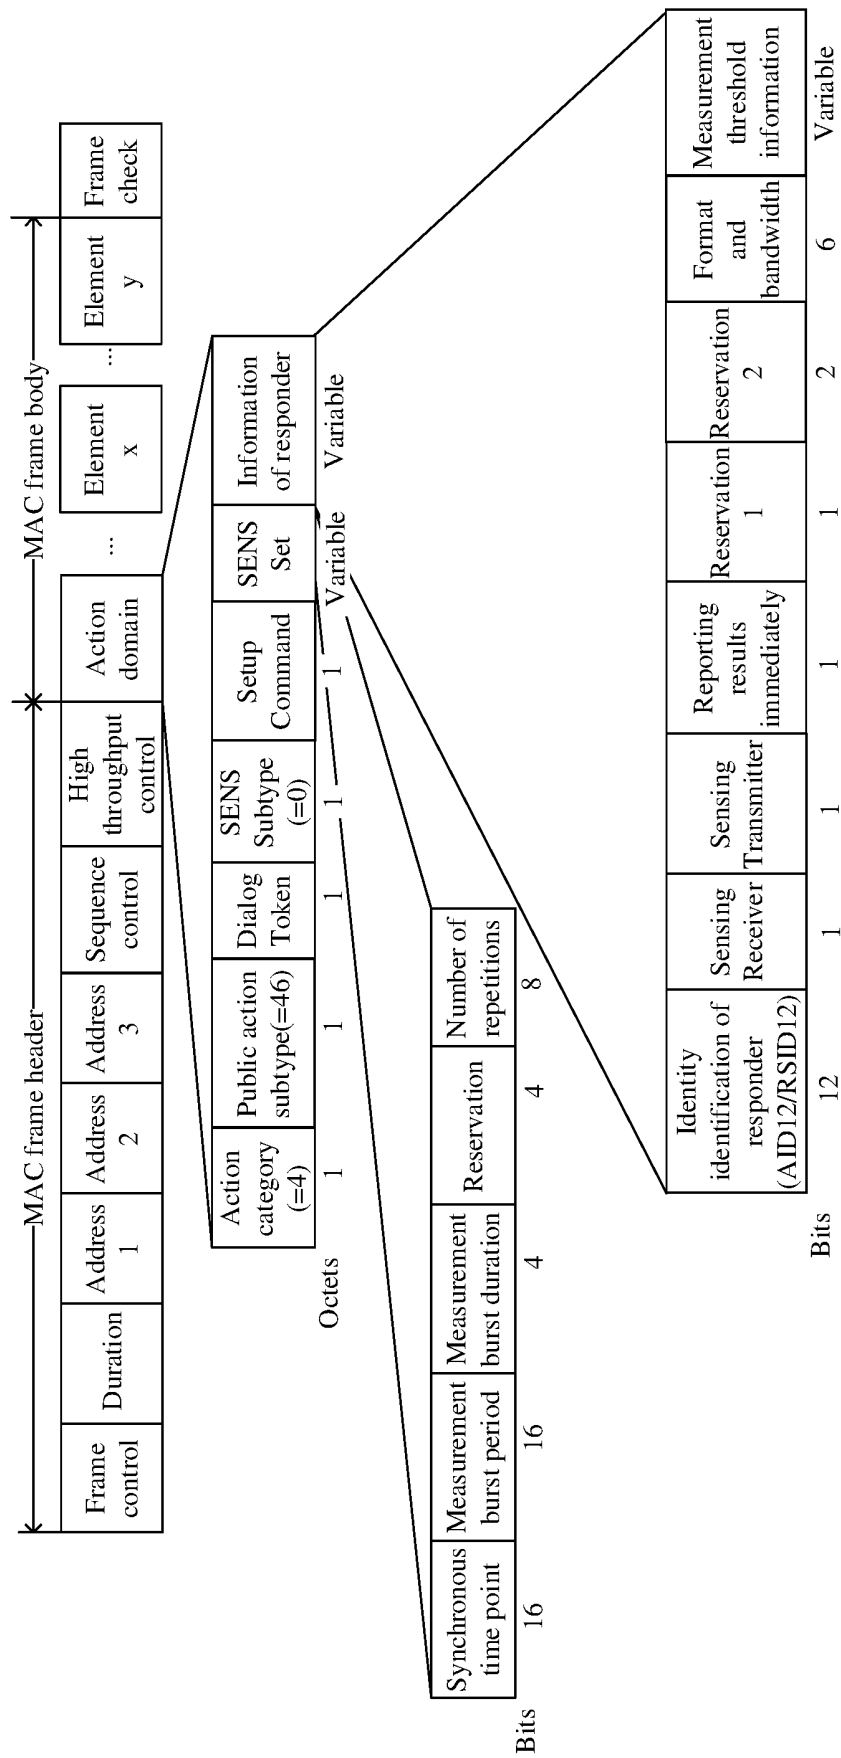 MAC frame header
MAC frame body
Frame
control
Duration
Address
1
Address
2
Address
3
Sequence
control
High
throughput
control
Action
domain
...
Element
x
...
Element
y
Frame
check
Action
category
(=4)
Public action
subtype(=46)
Dialog
Token
SENS
Subtype
(=0)
Setup
Command
SENS
Set
Information
of responder
Octets
1
1
1
1
1
Variable
Variable
Synchronous
time point
Measurement
burst period
Measurement
burst duration
Reservation
Number of
repetitions
Bits
16
16
4
4
8
Identity
identification of
responder
(AID12/RSID12)
Sensing
Receiver
Sensing
Transmitter
Reporting
results
immediately
Reservation
1
Reservation
2
Format
and
bandwidth
Measurement
threshold
information
Bits
12
1
1
1
1
2
6
Variable